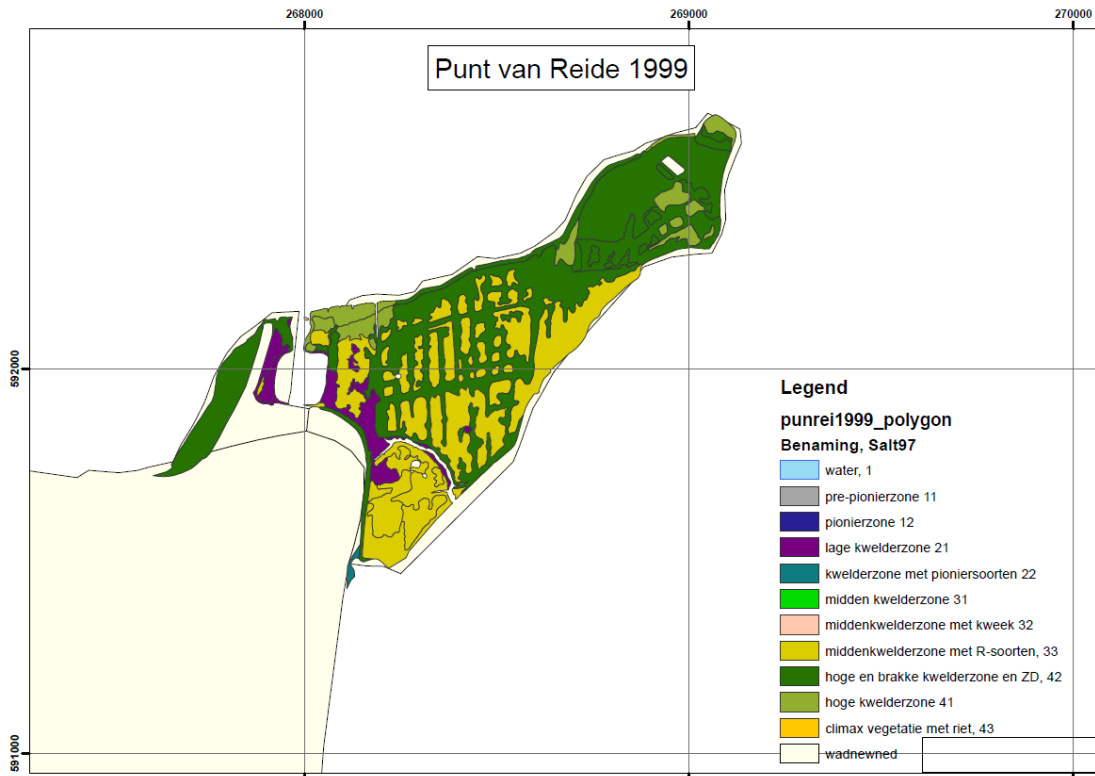 268000
269000
270000
Punt van Reide 1999
592000
591000
Legend
punrei1999_polygon
Benaming, Salt97
water, 1
pre-pionierzone 11
pionierzone 12
lage kwelderzone 21
kwelderzone met pioniersoorten 22
midden kwelderzone 31
middenkwelderzone met kweek 32
middenkwelderzone met R-soorten, 33
hoge en brakke kwelderzone en ZD, 42
hoge kwelderzone 41
climax vegetatie met riet, 43
wadnewned